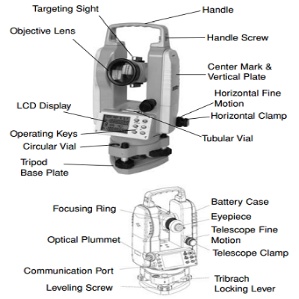 Targeting Sight
Handle
Objective Lens
Handle Screw
Center Mark &
Vertical Plate
LCD Display
Horizontal Fine
Motion
Horizontal Clamp
Operating Keys
Tubular Vial
Circular Vial
Tripod
Base Plate
Battery Case
Focusing Ring
Eyepiece
Optical Plummet
Telescope Fine
Motion
Telescope Clamp
Communication Port
Tribrach
Locking Lever
Leveling Screw